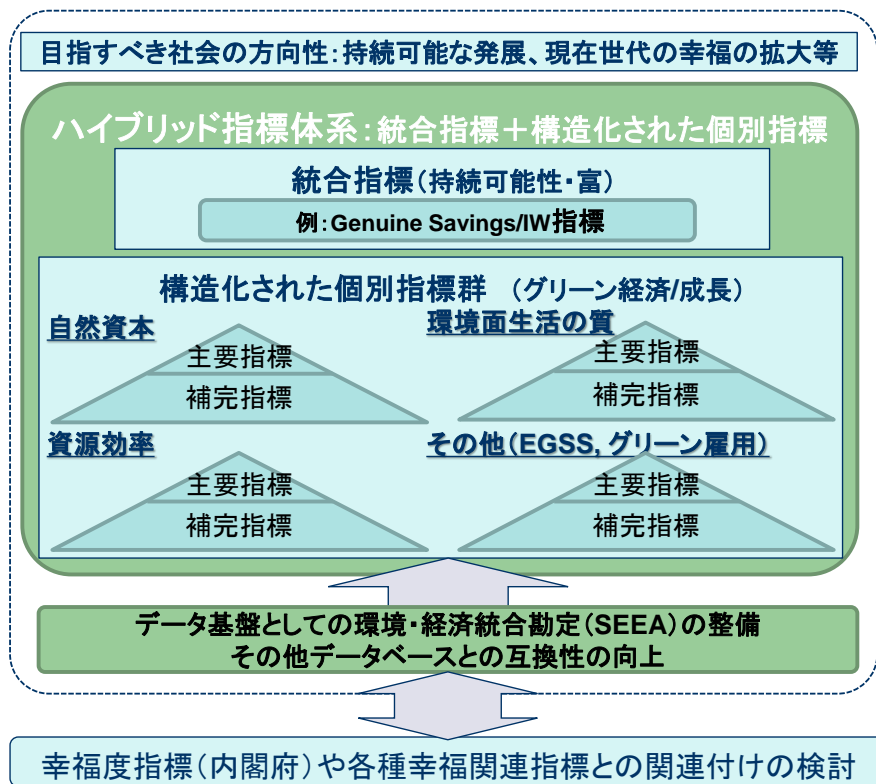 目指すべき社会の方向性：持続可能な発展、現在世代の幸福の拡大等
ハイブリッド指標体系：統合指標＋構造化された個別指標
統合指標（持続可能性・富）
例：Genuine Savings/IW指標
構造化された個別指標群　（グリーン経済/成長）
自然資本
主要指標
補完指標
環境面生活の質
主要指標
補完指標
資源効率
主要指標
補完指標
その他（EGSS, グリーン雇用）
主要指標
補完指標
データ基盤としての環境・経済統合勘定（SEEA）の整備
その他データベースとの互換性の向上
幸福度指標（内閣府）や各種幸福関連指標との関連付けの検討